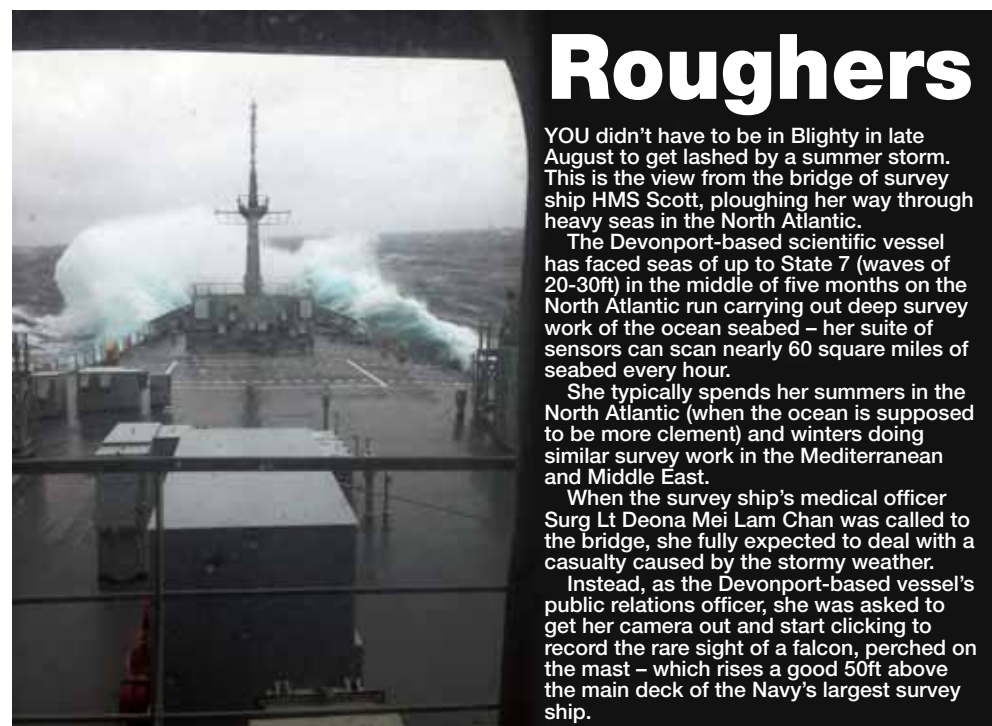 Roughers
YOU didn't have to be in Blighty in late
August to get lashed by a summer storm.
This is the view from the bridge of survey
ship HMS Scott, ploughing her way through
heavy seas in the North Atlantic.
The Devonport-based scientific vessel
has faced seas of up to State 7 (waves of
20-30ft) in the middle of five months on the
North Atlantic run carrying out deep survey
work of the ocean seabed – her suite of
sensors can scan nearly 60 square miles of
seabed every hour.
She typically spends her summers in the
North Atlantic (when the ocean is supposed
to be more clement) and winters doing
similar survey work in the Mediterranean
and Middle East.
When the survey ship's medical officer
Surg Lt Deona Mei Lam Chan was called to
the bridge, she fully expected to deal with a
casualty caused by the stormy weather.
Instead, as the Devonport-based vessel's
public relations officer, she was asked to
get her camera out and start clicking to
record the rare sight of a falcon, perched on
the mast – which rises a good 50ft above
the main deck of the Navy's largest survey
ship.